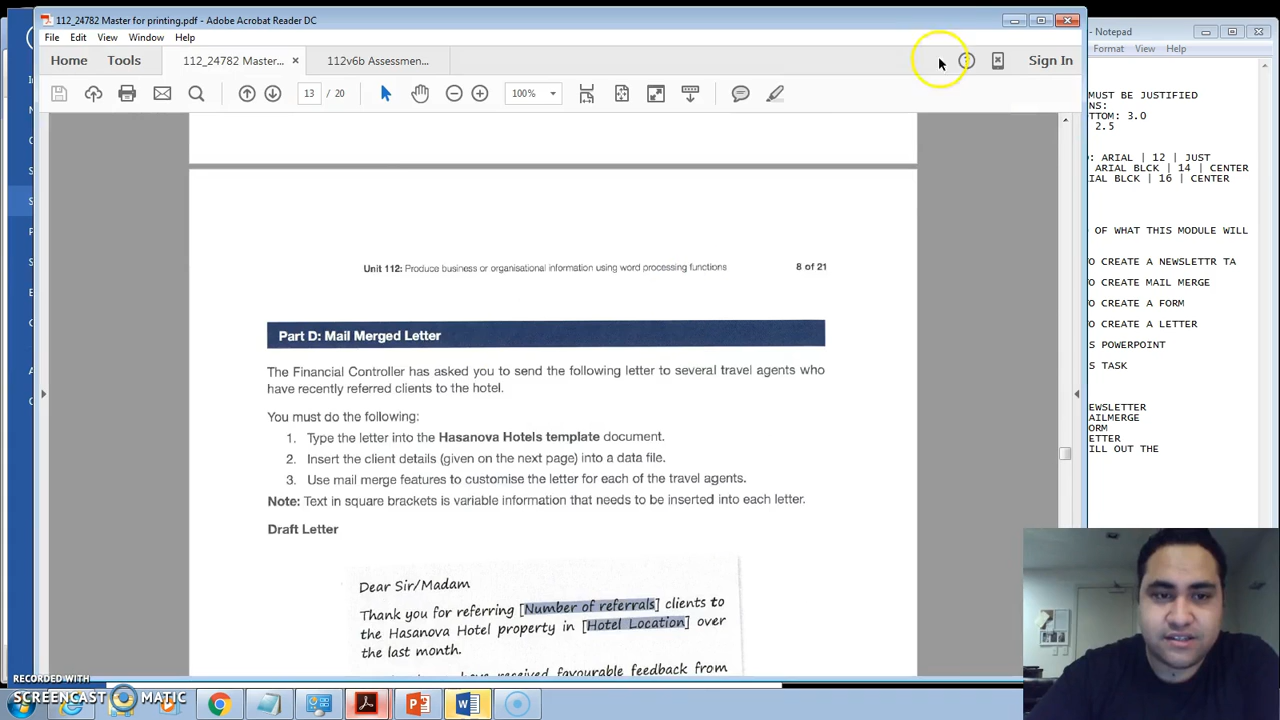 112_24782 Master for printing.pdf - Adobe Acrobat Reader DC
- Notepad
File Edit View Window Help
Format View Help
Home Tools 112_24782 Master... × 112v6b Assessmen... Sign In
13 / 20 100%
MUST BE JUSTIFIED
NS:
TTOM: 3.0
2.5
: ARIAL | 12 | JUST
ARIAL BLCK | 14 | CENTER
IAL BLCK | 16 | CENTER
OF WHAT THIS MODULE WILL
O CREATE A NEWSLETTR TA
O CREATE MAIL MERGE
O CREATE A FORM
O CREATE A LETTER
S POWERPOINT
S TASK
EWSLETTER
AILMERGE
ORM
ETTER
ILL OUT THE
Unit 112: Produce business or organisational information using word processing functions 8 of 21
Part D: Mail Merged Letter
The Financial Controller has asked you to send the following letter to several travel agents who
have recently referred clients to the hotel.
You must do the following:
1. Type the letter into the Hasanova Hotels template document.
2. Insert the client details (given on the next page) into a data file.
3. Use mail merge features to customise the letter for each of the travel agents.
Note: Text in square brackets is variable information that needs to be inserted into each letter.
Draft Letter
Dear Sir/Madam
Thank you for referring [Number of referrals] clients to
the Hasanova Hotel property in [Hotel Location] over
the last month.
received favourable feedback from
RECORDED WITH
SCREENCAST MATIC